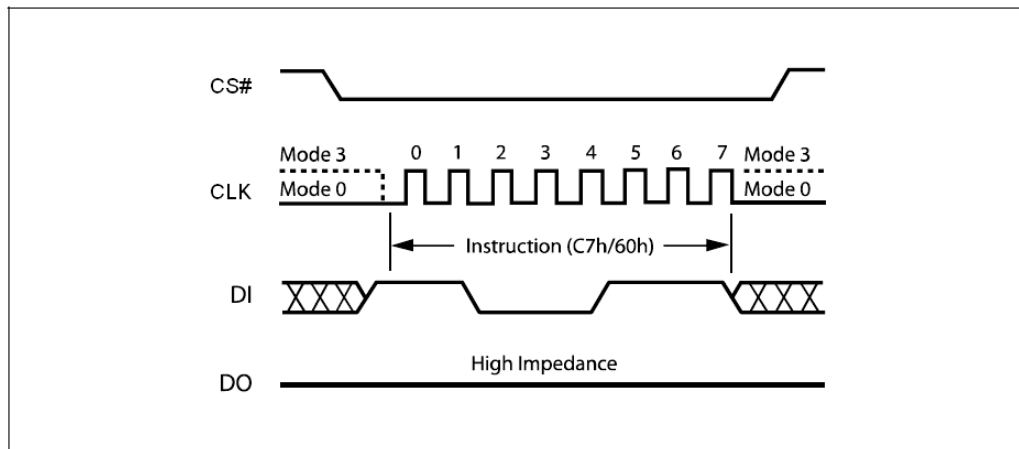 CS#
Mode 3 0 1 2 3 4 5 6 7 Mode 3
CLK Mode 0 Mode 0
Instruction (C7h/60h)
DI
High Impedance
DO